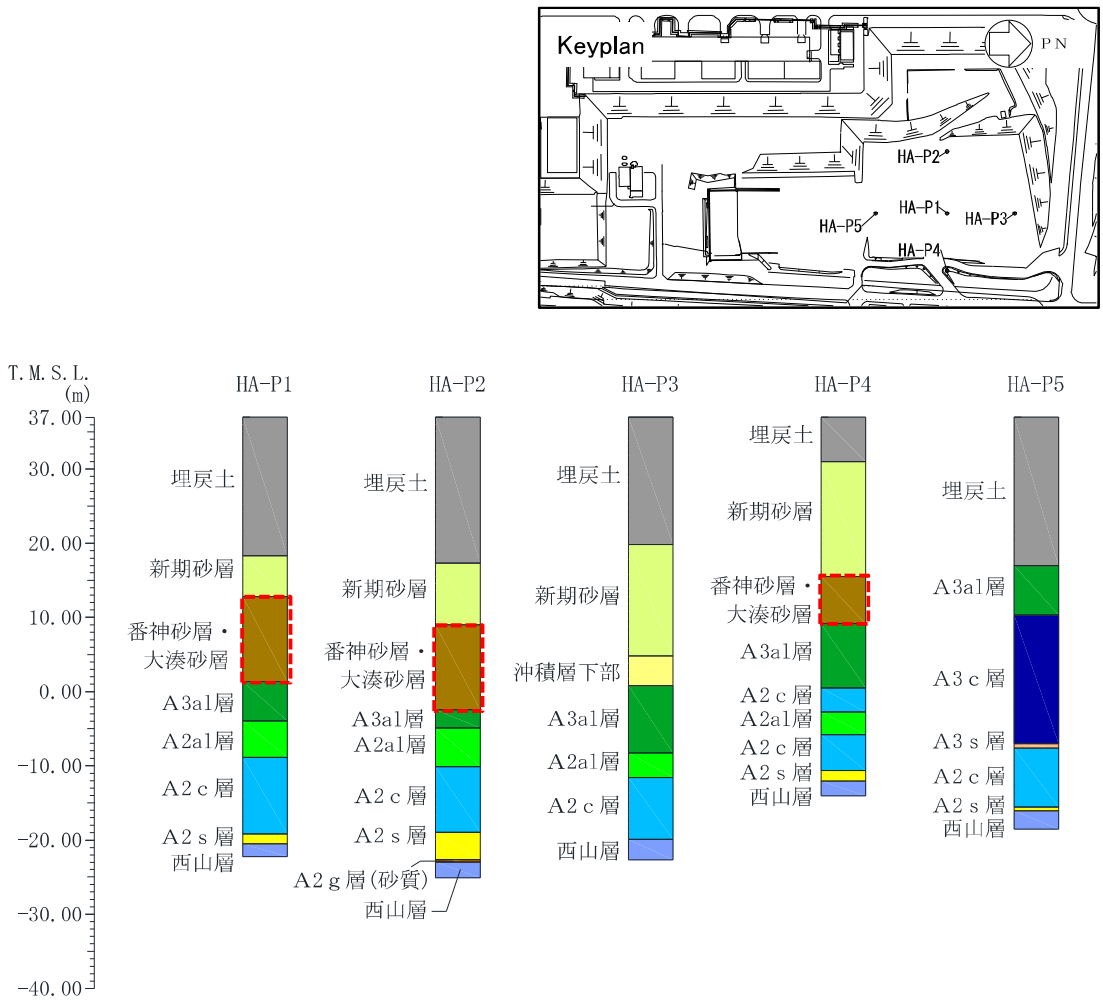 Keyplan
PN
HA-P2
HA-P5
HA-P1
HA-P3
HA-P4
T.M.S.L.
(m)
37.00
30.00
20.00
10.00
0.00
-10.00
-20.00
-30.00
-40.00
HA-P1
埋戻土
新期砂層
番神砂層・
大湊砂層
A3al層
A2al層
A2c層
A2s層
西山層
HA-P2
埋戻土
新期砂層
番神砂層・
大湊砂層
A3al層
A2al層
A2c層
A2s層
A2g層(砂質)
西山層
HA-P3
埋戻土
新期砂層
沖積層下部
A3al層
A2al層
A2c層
西山層
HA-P4
埋戻土
新期砂層
番神砂層・
大湊砂層
A3al層
A2c層
A2al層
A2c層
A2s層
西山層
HA-P5
埋戻土
A3al層
A3c層
A3s層
A2c層
A2s層
西山層